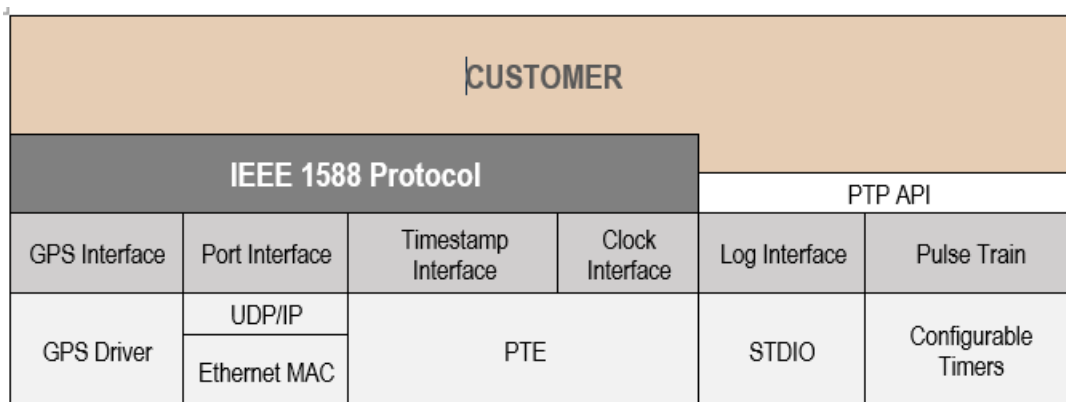 CUSTOMER
IEEE 1588 Protocol
PTP API
GPS Interface
Port Interface
Timestamp
Interface
Clock
Interface
Log Interface
Pulse Train
GPS Driver
UDP/IP
Ethernet MAC
PTE
STDIO
Configurable
Timers